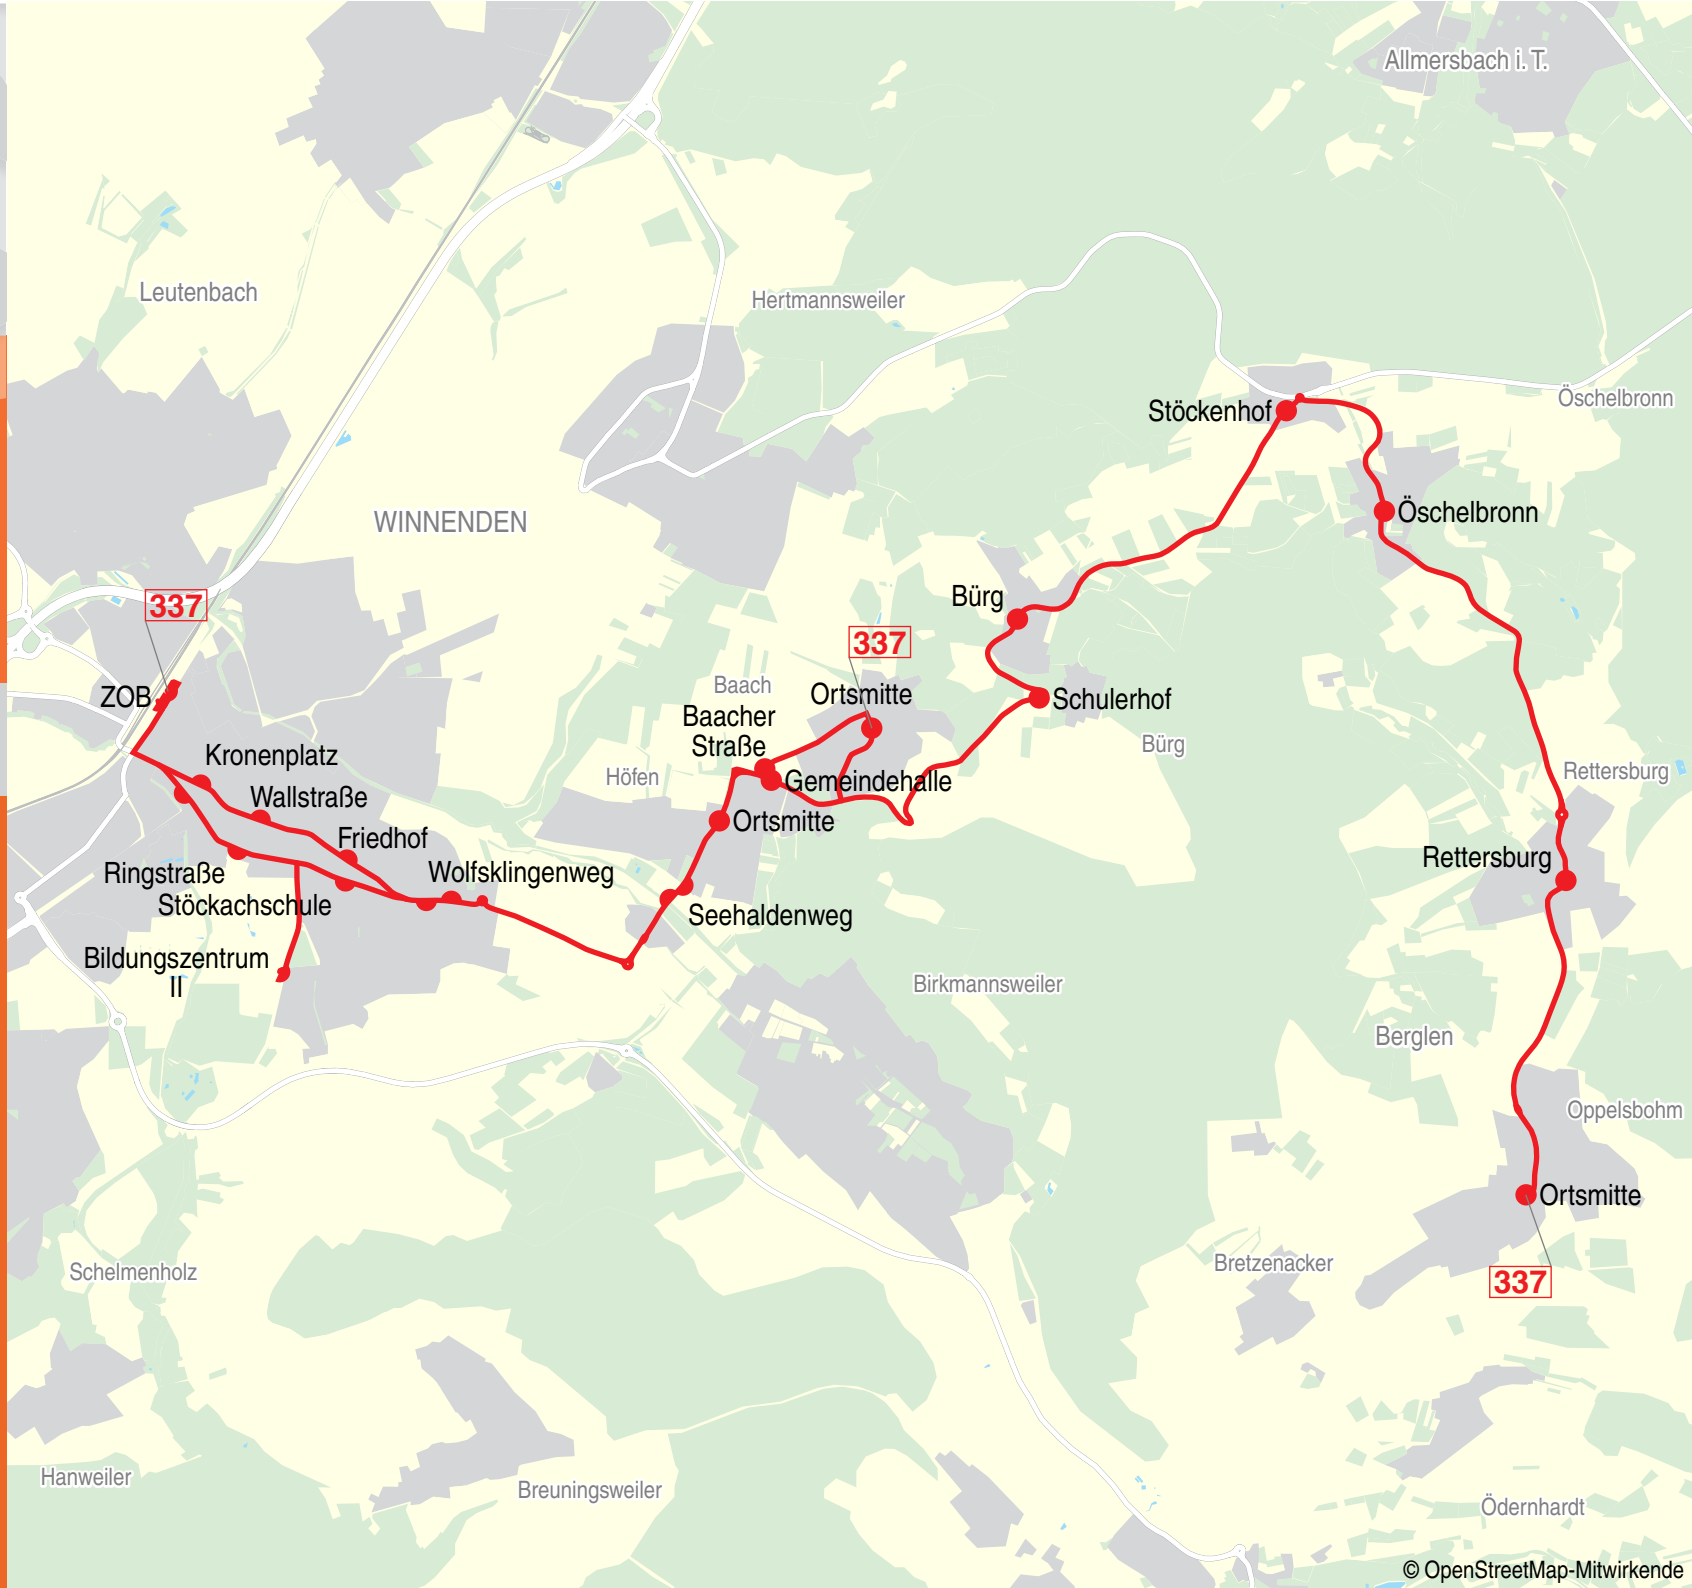 Allmersbach i. T.
Leutenbach
Hertmannsweiler
Öschelbronn
Stöckenhof
WINNENDEN
Öschelbronn
337
Bürg
337
ZOB
Baach
Ortsmitte
Schulerhof
Baacher
Straße
Bürg
Kronenplatz
Höfen
Gemeindehalle
Rettersburg
Wallstraße
Ortsmitte
Friedhof
Rettersburg
Ringstraße
Wolfsklingenweg
Stöckachschule
Seehaldenweg
Bildungszentrum
II
Birkmannsweiler
Berglen
Oppelsbohm
Ortsmitte
Schelmenholz
Bretzenacker
337
Hanweiler
Breuningsweiler
Ödernhardt
© OpenStreetMap-Mitwirkende